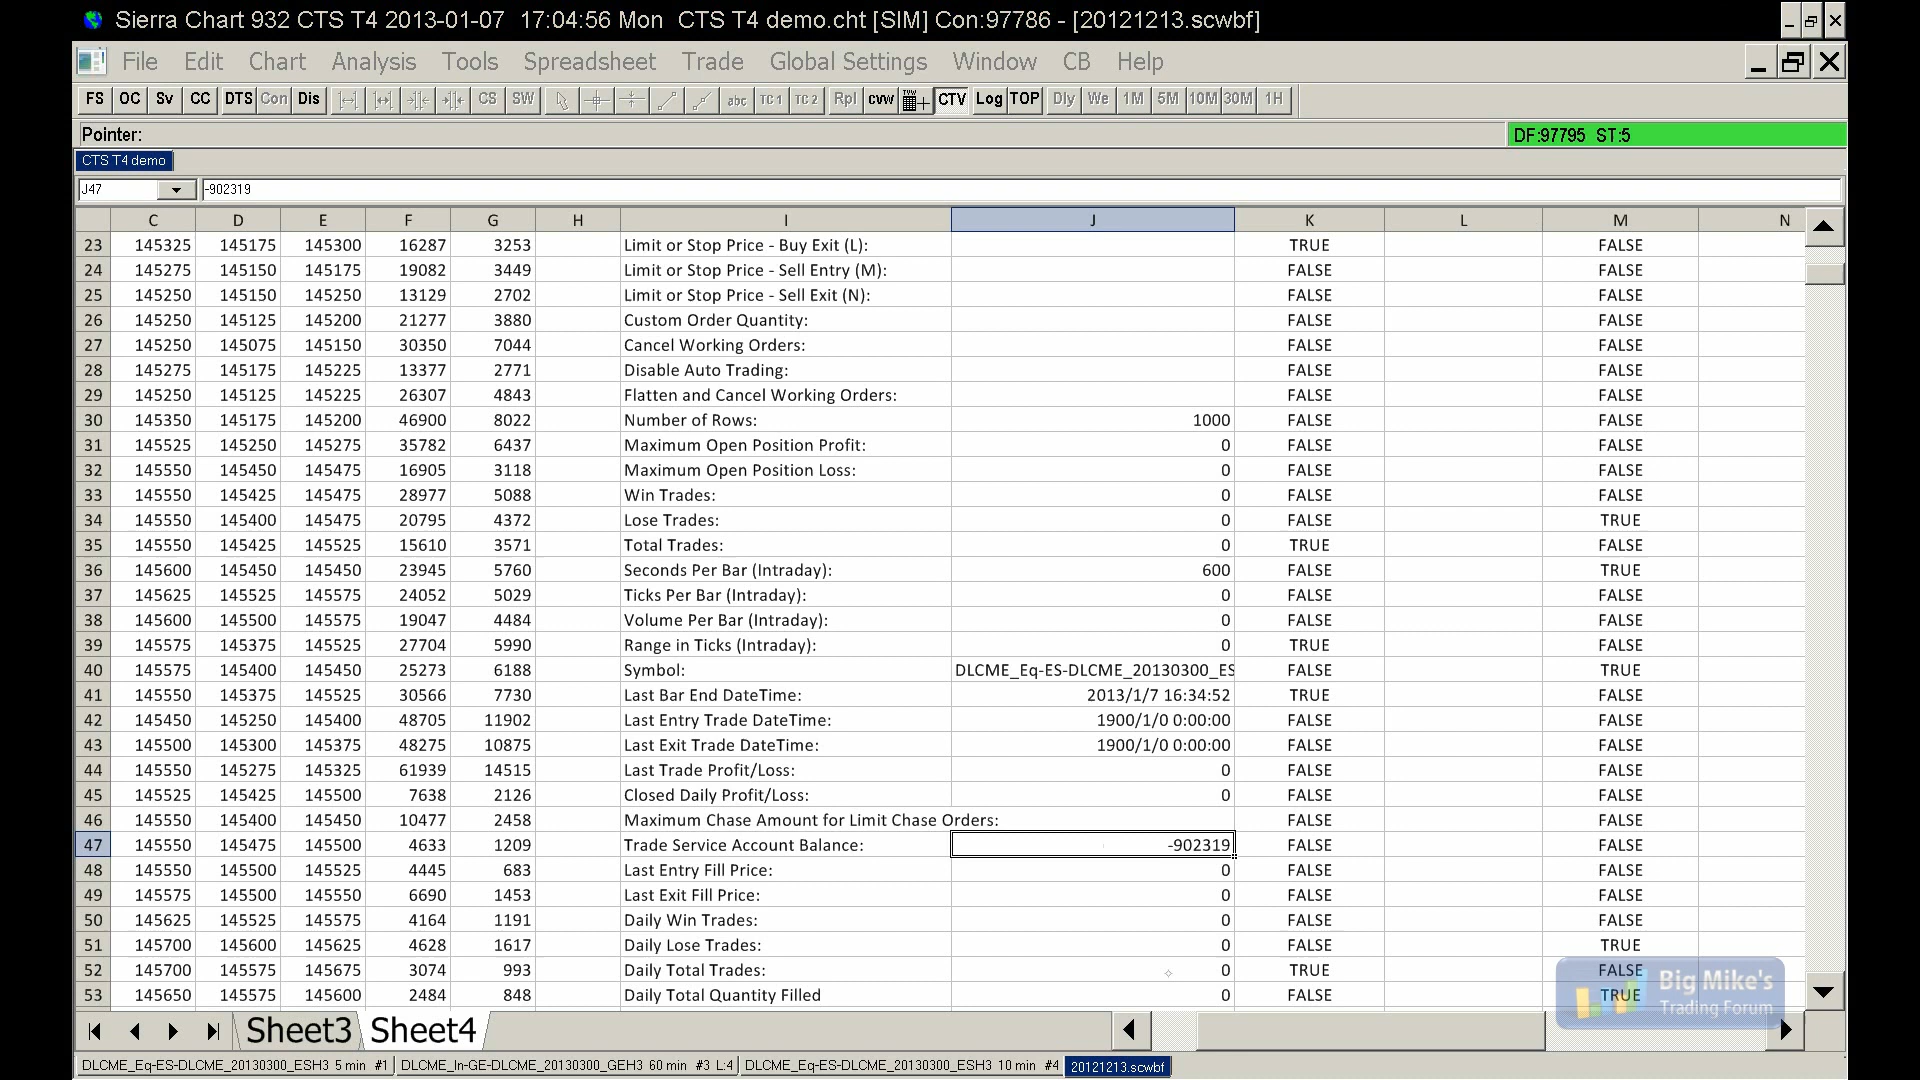 Sierra Chart 932 CTS T4 2013-01-07 17:04:56 Mon CTS T4 demo.cht [SIM] Con:97786 - [20121213.scwbf]
File Edit Chart Analysis Tools Spreadsheet Trade Global Settings Window CB Help
FS OC Sv CC DTS Con Dis CS SW abc TC 1 TC 2 Rpl CVW TVW CTV Log TOP Dly We 1M 5M 10M 30M 1H
Pointer: DF:97795 ST:5
CTS T4 demo
J47 -902319
C D E F G H I J K L M N
23 145325 145175 145300 16287 3253 Limit or Stop Price - Buy Exit (L): TRUE FALSE
24 145275 145150 145175 19082 3449 Limit or Stop Price - Sell Entry (M): FALSE FALSE
25 145250 145150 145250 13129 2702 Limit or Stop Price - Sell Exit (N): FALSE FALSE
26 145250 145125 145200 21277 3880 Custom Order Quantity: FALSE FALSE
27 145250 145075 145150 30350 7044 Cancel Working Orders: FALSE FALSE
28 145275 145175 145225 13377 2771 Disable Auto Trading: FALSE FALSE
29 145250 145125 145225 26307 4843 Flatten and Cancel Working Orders: FALSE FALSE
30 145350 145175 145200 46900 8022 Number of Rows: 1000 FALSE FALSE
31 145525 145250 145275 35782 6437 Maximum Open Position Profit: 0 FALSE FALSE
32 145550 145450 145475 16905 3118 Maximum Open Position Loss: 0 FALSE FALSE
33 145550 145425 145475 28977 5088 Win Trades: 0 FALSE FALSE
34 145550 145400 145475 20795 4372 Lose Trades: 0 FALSE TRUE
35 145550 145425 145525 15610 3571 Total Trades: 0 TRUE FALSE
36 145600 145450 145450 23945 5760 Seconds Per Bar (Intraday): 600 FALSE TRUE
37 145625 145525 145575 24052 5029 Ticks Per Bar (Intraday): 0 FALSE FALSE
38 145600 145500 145575 19047 4484 Volume Per Bar (Intraday): 0 FALSE FALSE
39 145575 145375 145525 27704 5990 Range in Ticks (Intraday): 0 TRUE FALSE
40 145575 145400 145450 25273 6188 Symbol: DLCME_Eq-ES-DLCME_20130300_ES FALSE TRUE
41 145550 145375 145525 30566 7730 Last Bar End DateTime: 2013/1/7 16:34:52 TRUE FALSE
42 145450 145250 145400 48705 11902 Last Entry Trade DateTime: 1900/1/0 0:00:00 FALSE FALSE
43 145500 145300 145375 48275 10875 Last Exit Trade DateTime: 1900/1/0 0:00:00 FALSE FALSE
44 145550 145275 145325 61939 14515 Last Trade Profit/Loss: 0 FALSE FALSE
45 145525 145425 145500 7638 2126 Closed Daily Profit/Loss: 0 FALSE FALSE
46 145550 145400 145450 10477 2458 Maximum Chase Amount for Limit Chase Orders: FALSE FALSE
47 145550 145475 145500 4633 1209 Trade Service Account Balance: -902319 FALSE FALSE
48 145550 145500 145525 4445 683 Last Entry Fill Price: 0 FALSE FALSE
49 145575 145500 145550 6690 1453 Last Exit Fill Price: 0 FALSE FALSE
50 145625 145525 145575 4164 1191 Daily Win Trades: 0 FALSE FALSE
51 145700 145600 145625 4628 1617 Daily Lose Trades: 0 FALSE TRUE
52 145700 145575 145675 3074 993 Daily Total Trades: 0 TRUE FALSE
53 145650 145575 145600 2484 848 Daily Total Quantity Filled 0 FALSE TRUE
Big Mike's
Trading Forum
Sheet3 Sheet4
DLCME_Eq-ES-DLCME_20130300_ESH3 5 min #1 DLCME_In-GE-DLCME_20130300_GEH3 60 min #3 L:4 DLCME_Eq-ES-DLCME_20130300_ESH3 10 min #4 20121213.scwbf